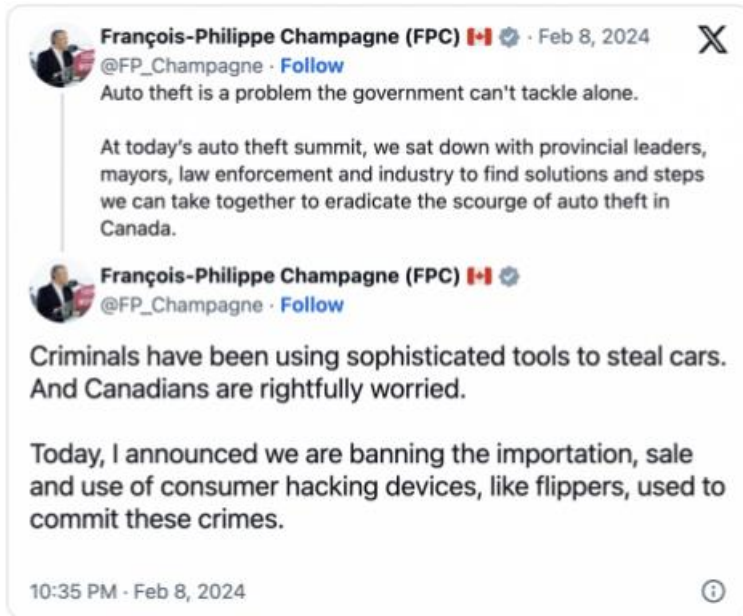 François-Philippe Champagne (FPC) 🇨🇦 · Feb 8, 2024
@FP_Champagne · Follow
Auto theft is a problem the government can't tackle alone.
At today's auto theft summit, we sat down with provincial leaders,
mayors, law enforcement and industry to find solutions and steps
we can take together to eradicate the scourge of auto theft in
Canada.
François-Philippe Champagne (FPC) 🇨🇦
@FP_Champagne · Follow
Criminals have been using sophisticated tools to steal cars.
And Canadians are rightfully worried.
Today, I announced we are banning the importation, sale
and use of consumer hacking devices, like flippers, used to
commit these crimes.
10:35 PM · Feb 8, 2024